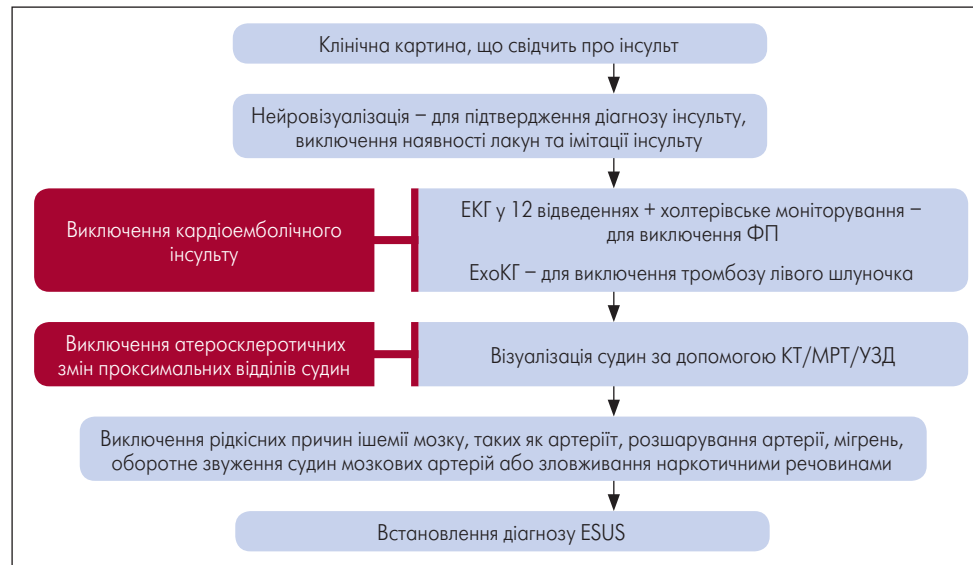 Клінічна картина, що свідчить про інсульт
Нейровізуалізація – для підтвердження діагнозу інсульту,
виключення наявності лакун та імітації інсульту
Виключення кардіоемболічного
інсульту
ЕКГ у 12 відведеннях + холтерівське моніторування –
для виключення ФП
ЕхоКГ – для виключення тромбозу лівого шлуночка
Виключення атеросклеротичних
змін проксимальних відділів судин
Візуалізація судин за допомогою КТ/МРТ/УЗД
Виключення рідкісних причин ішемії мозку, таких як артеріїт, розшарування артерії, мігрень,
оборотне звуження судин мозкових артерій або зловживання наркотичними речовинами
Встановлення діагнозу ESUS